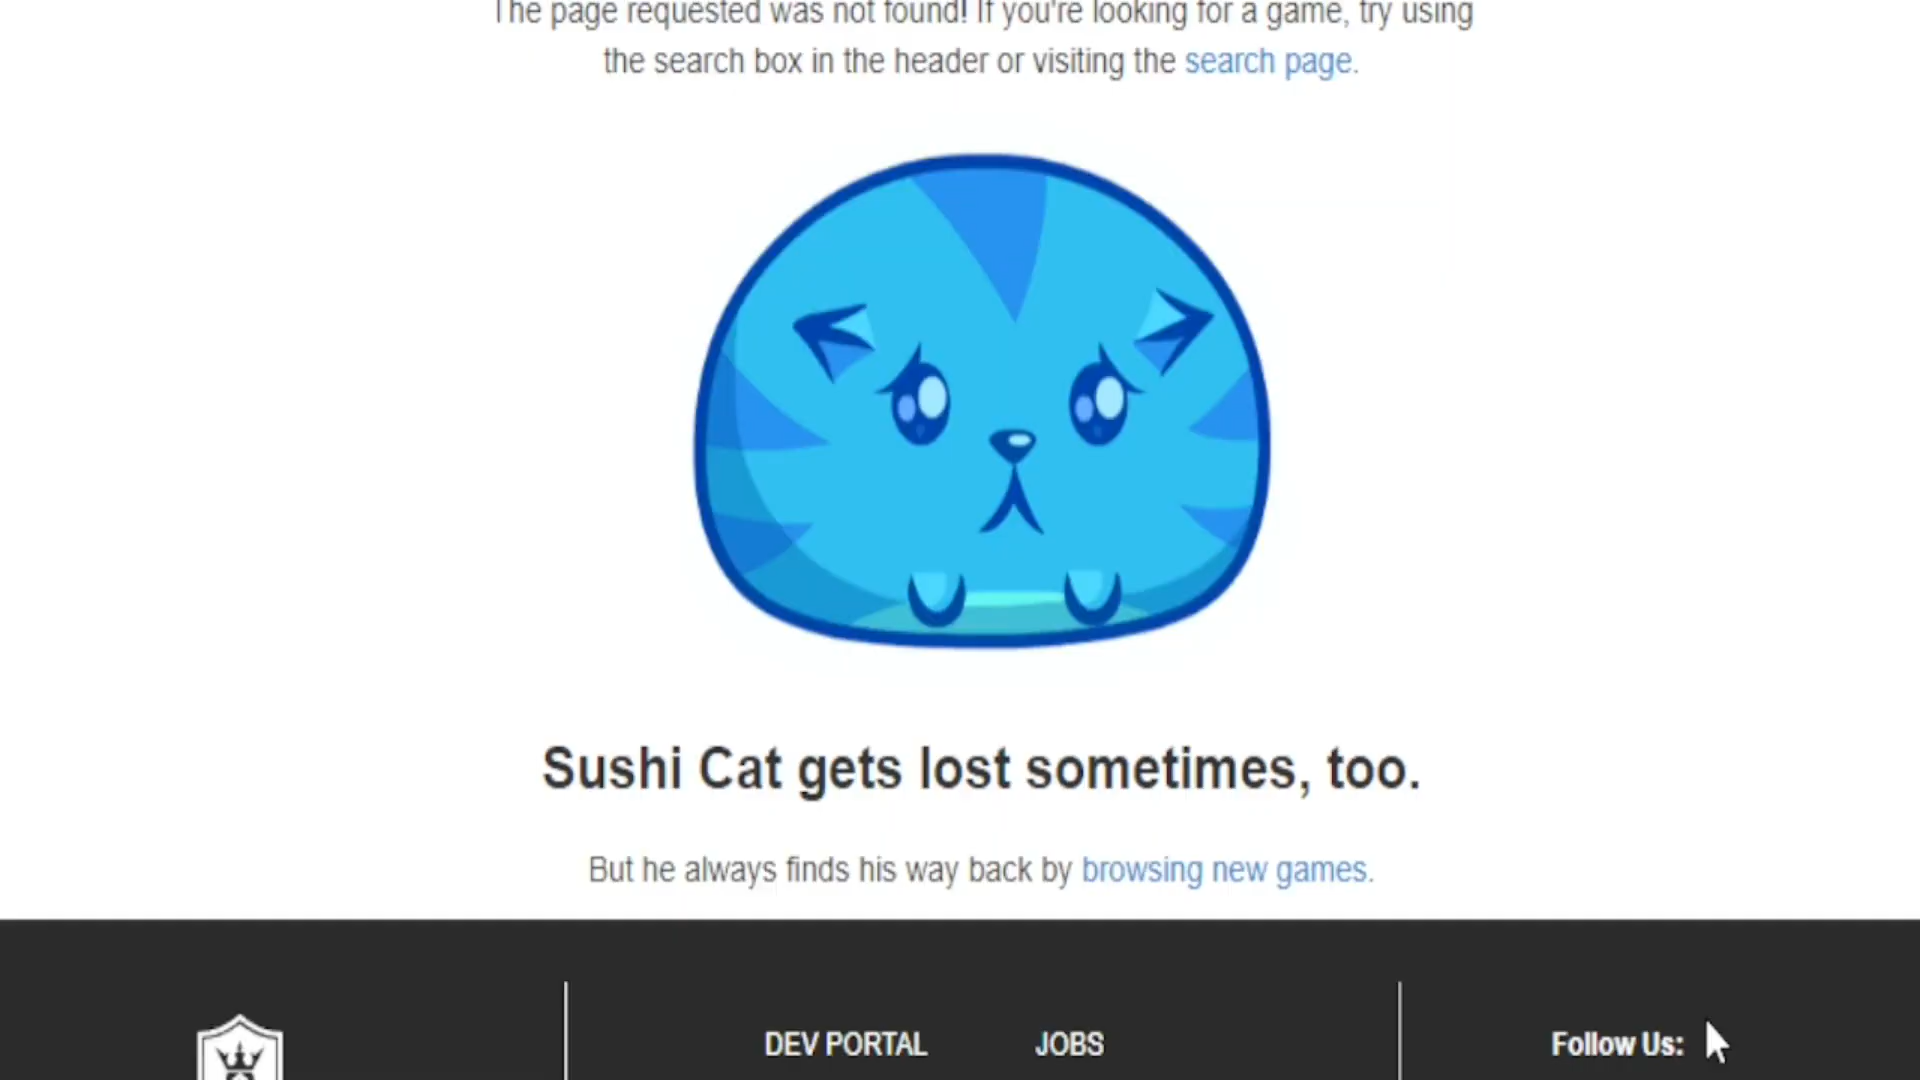 The page requested was not found! If you're looking for a game, try using
the search box in the header or visiting the search page.
Sushi Cat gets lost sometimes, too.
But he always finds his way back by browsing new games.
DEV PORTAL JOBS Follow Us: